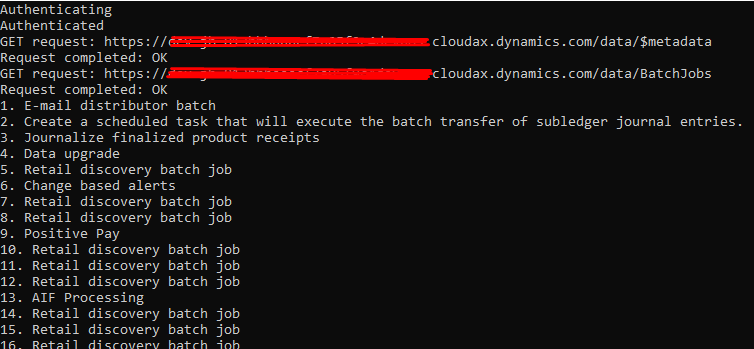 Authenticating
Authenticated
GET request: https:// .cloudax.dynamics.com/data/$metadata
Request completed: OK
GET request: https:// .cloudax.dynamics.com/data/BatchJobs
Request completed: OK
1. E-mail distributor batch
2. Create a scheduled task that will execute the batch transfer of subledger journal entries.
3. Journalize finalized product receipts
4. Data upgrade
5. Retail discovery batch job
6. Change based alerts
7. Retail discovery batch job
8. Retail discovery batch job
9. Positive Pay
10. Retail discovery batch job
11. Retail discovery batch job
12. Retail discovery batch job
13. AIF Processing
14. Retail discovery batch job
15. Retail discovery batch job
16. Retail discovery batch job